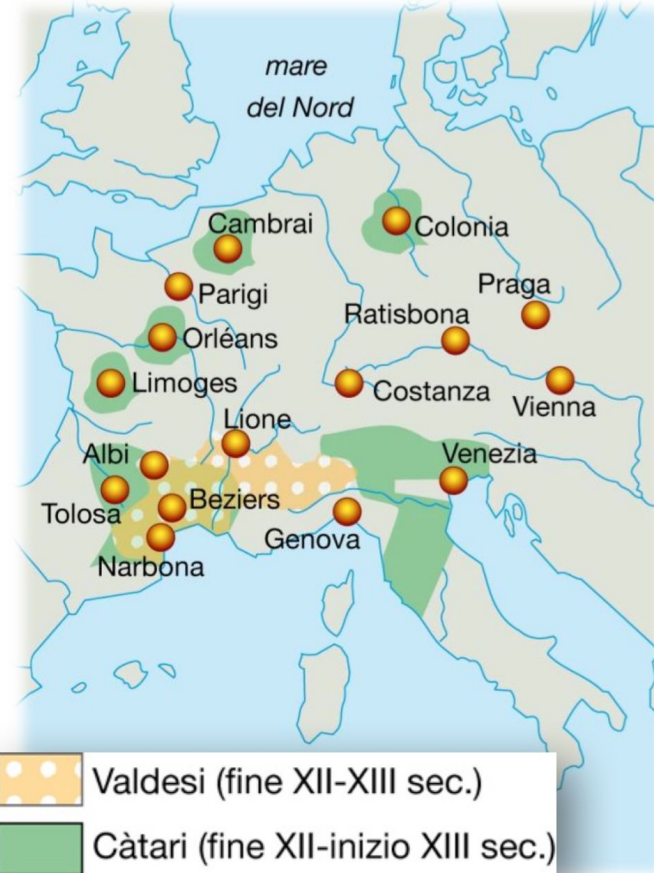 mare
del Nord
Cambrai
Colonia
Parigi
Praga
Ratisbona
Orléans
Limoges
Costanza
Vienna
Lione
Albi
Venezia
Tolosa
Beziers
Genova
Narbona
Valdesi (fine XII-XIII sec.)
Càtari (fine XII-inizio XIII sec.)